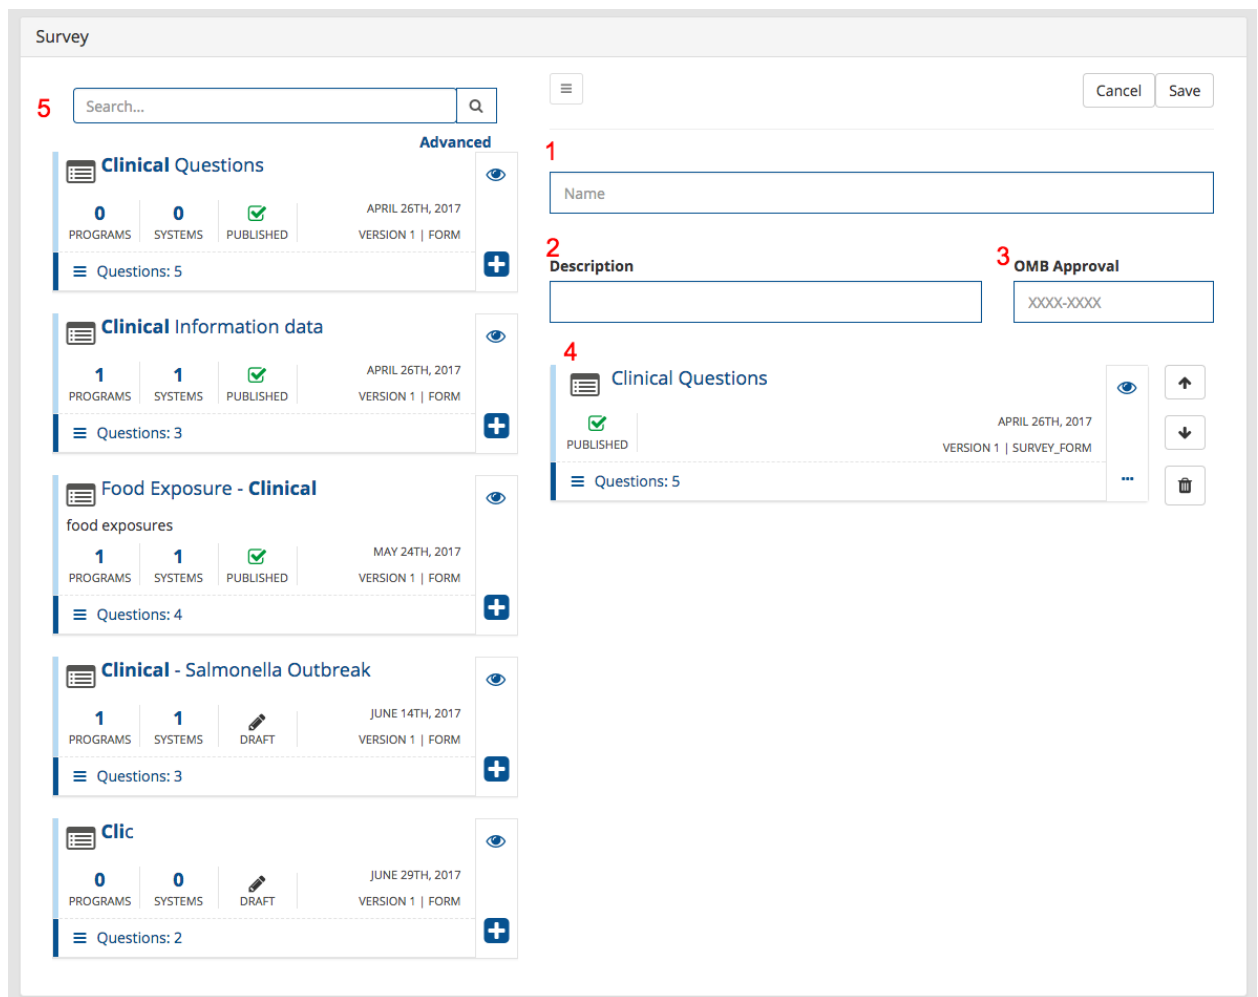 Survey
5
Search...
Advanced
Clinical Questions
0 0 APRIL 26TH, 2017
PROGRAMS SYSTEMS PUBLISHED VERSION 1 | FORM
Questions: 5
Clinical Information data
1 1 APRIL 26TH, 2017
PROGRAMS SYSTEMS PUBLISHED VERSION 1 | FORM
Questions: 3
Food Exposure - Clinical
food exposures
1 1 MAY 24TH, 2017
PROGRAMS SYSTEMS PUBLISHED VERSION 1 | FORM
Questions: 4
Clinical - Salmonella Outbreak
1 1 JUNE 14TH, 2017
PROGRAMS SYSTEMS DRAFT VERSION 1 | FORM
Questions: 3
Clic
0 0 JUNE 29TH, 2017
PROGRAMS SYSTEMS DRAFT VERSION 1 | FORM
Questions: 2
Cancel Save
1
Name
2 3
Description OMB Approval
XXXX-XXXX
4
Clinical Questions
APRIL 26TH, 2017
PUBLISHED VERSION 1 | SURVEY_FORM
Questions: 5